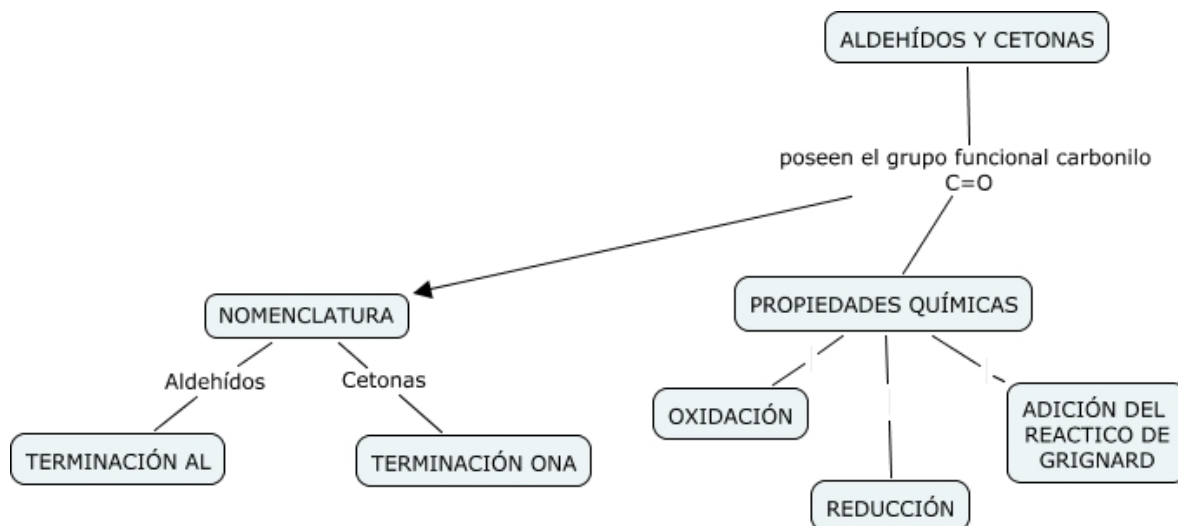 ALDEHÍDOS Y CETONAS
poseen el grupo funcional carbonilo
C=O
NOMENCLATURA
PROPIEDADES QUÍMICAS
Aldehídos
Cetonas
TERMINACIÓN AL
TERMINACIÓN ONA
OXIDACIÓN
REDUCCIÓN
ADICIÓN DEL
REACTICO DE
GRIGNARD